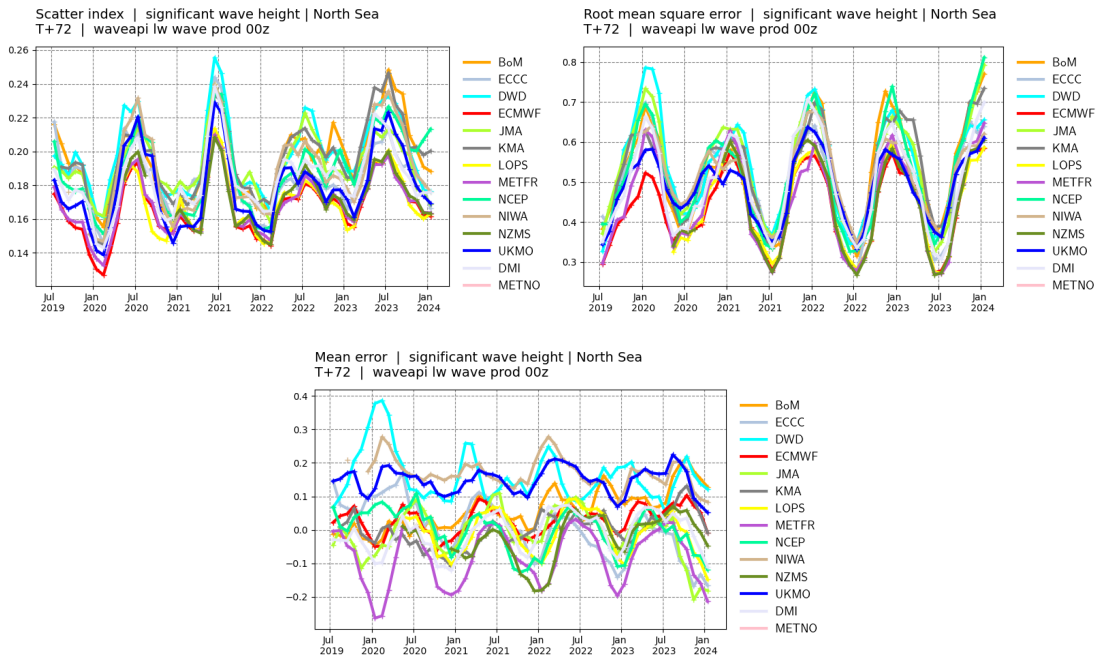 Scatter index | significant wave height | North Sea
T+72 | waveapi lw wave prod 00z
0.26
0.24
0.22
0.20
0.18
0.16
0.14
Jul 2019
Jan 2020
Jul 2020
Jan 2021
Jul 2021
Jan 2022
Jul 2022
Jan 2023
Jul 2023
Jan 2024
BoM
ECCC
DWD
ECMWF
JMA
KMA
LOPS
METFR
NCEP
NIWA
NZMS
UKMO
DMI
METNO
Root mean square error | significant wave height | North Sea
T+72 | waveapi lw wave prod 00z
0.8
0.7
0.6
0.5
0.4
0.3
Jul 2019
Jan 2020
Jul 2020
Jan 2021
Jul 2021
Jan 2022
Jul 2022
Jan 2023
Jul 2023
Jan 2024
BoM
ECCC
DWD
ECMWF
JMA
KMA
LOPS
METFR
NCEP
NIWA
NZMS
UKMO
DMI
METNO
Mean error | significant wave height | North Sea
T+72 | waveapi lw wave prod 00z
0.4
0.3
0.2
0.1
0.0
−0.1
−0.2
Jul 2019
Jan 2020
Jul 2020
Jan 2021
Jul 2021
Jan 2022
Jul 2022
Jan 2023
Jul 2023
Jan 2024
BoM
ECCC
DWD
ECMWF
JMA
KMA
LOPS
METFR
NCEP
NIWA
NZMS
UKMO
DMI
METNO